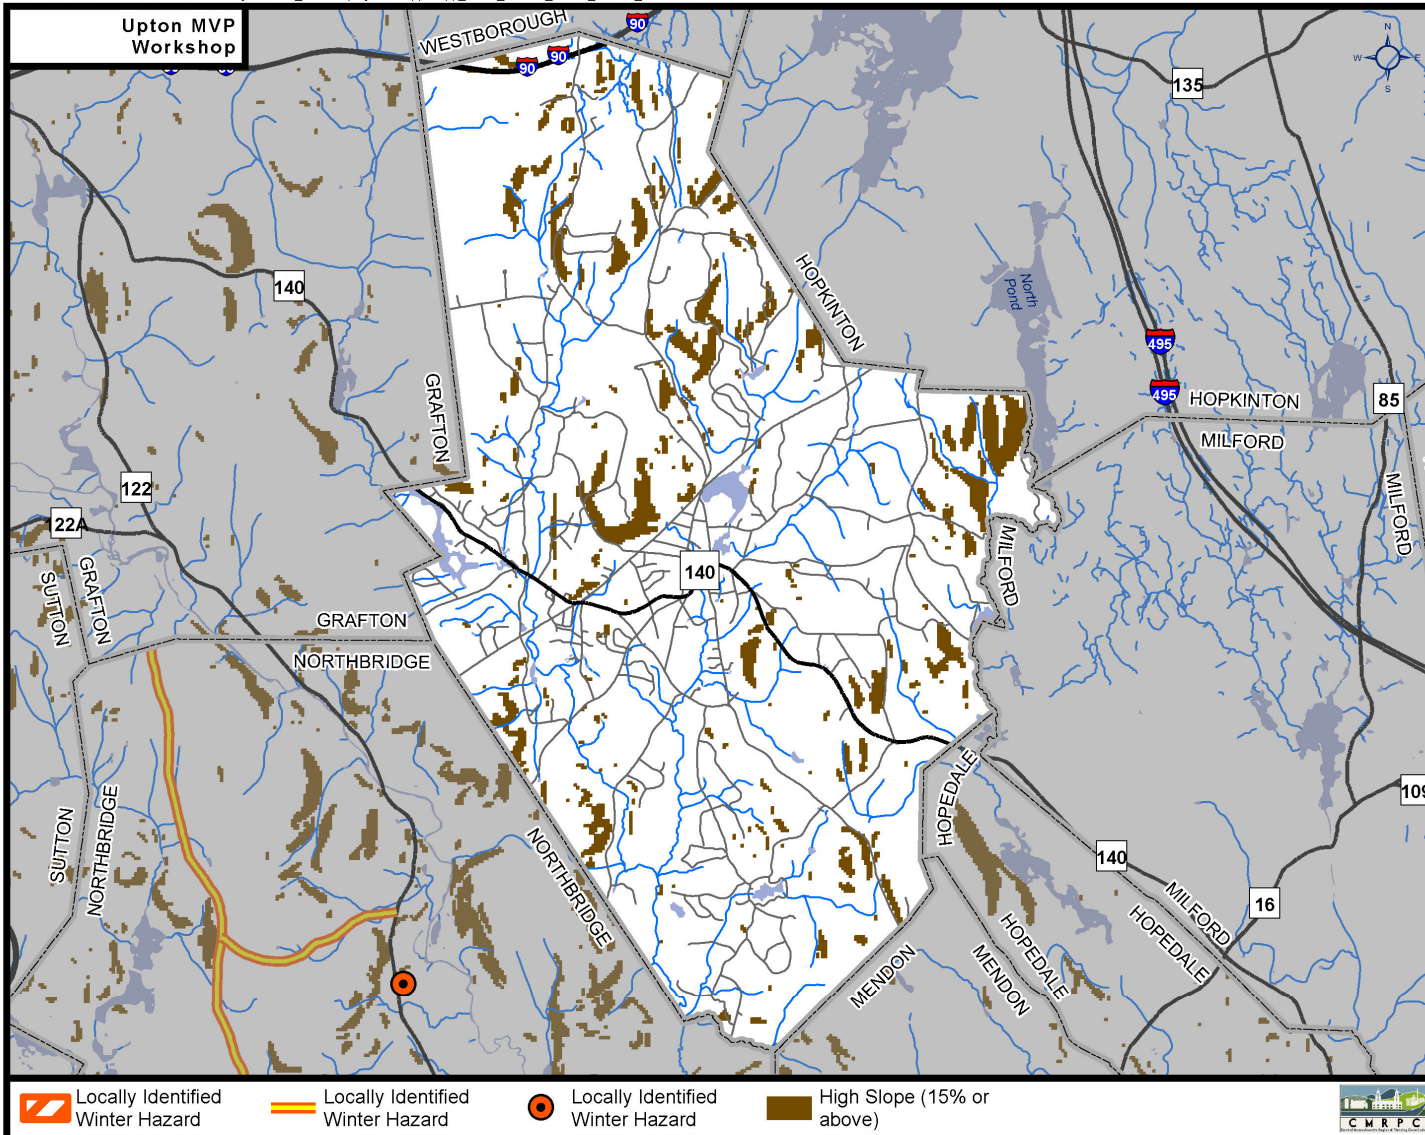 Upton MVP
Workshop
WESTBOROUGH
90
90
90
N
W
E
S
135
140
HOPKINTON
North
Pond
495
495
HOPKINTON
85
MILFORD
GRAFTON
122
122A
MILFORD
GRAFTON
SUTTON
140
MILFORD
GRAFTON
NORTHBRIDGE
HOPEDALE
SUTTON
NORTHBRIDGE
NORTHBRIDGE
109
140
16
MILFORD
HOPEDALE
HOPEDALE
MENDON
MENDON
Locally Identified
Winter Hazard
Locally Identified
Winter Hazard
Locally Identified
Winter Hazard
High Slope (15% or
above)
CMRPC